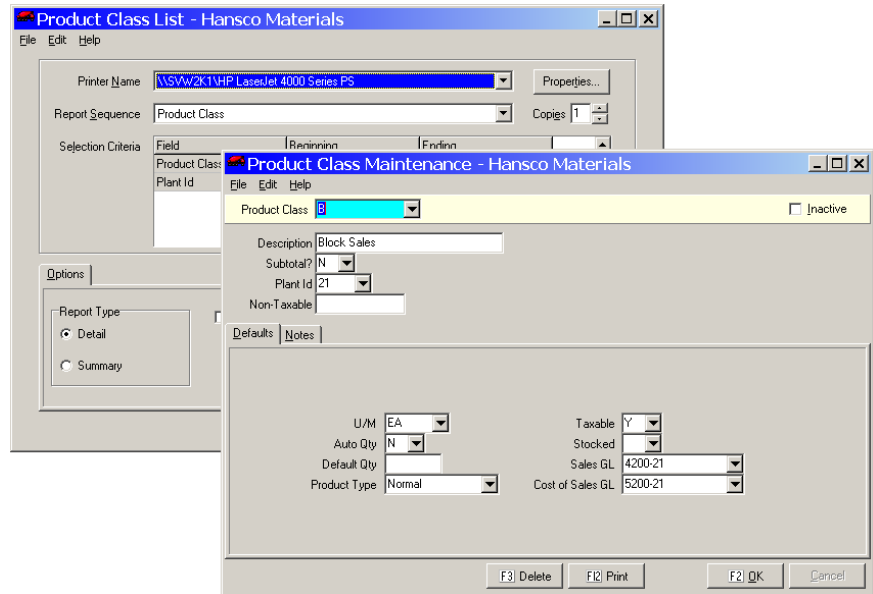 Product Class List - Hansco Materials
File Edit Help
Printer Name \\SVW2K1\HP LaserJet 4000 Series PS Properties...
Report Sequence Product Class Copies 1
Selection Criteria Field Beginning Ending
Product Class
Plant Id
Options
Report Type
Detail
Summary
Product Class Maintenance - Hansco Materials
File Edit Help
Product Class B Inactive
Description Block Sales
Subtotal? N
Plant Id 21
Non-Taxable
Defaults Notes
U/M EA Taxable Y
Auto Qty N Stocked
Default Qty Sales GL 4200-21
Product Type Normal Cost of Sales GL 5200-21
F3 Delete F12 Print F2 OK Cancel